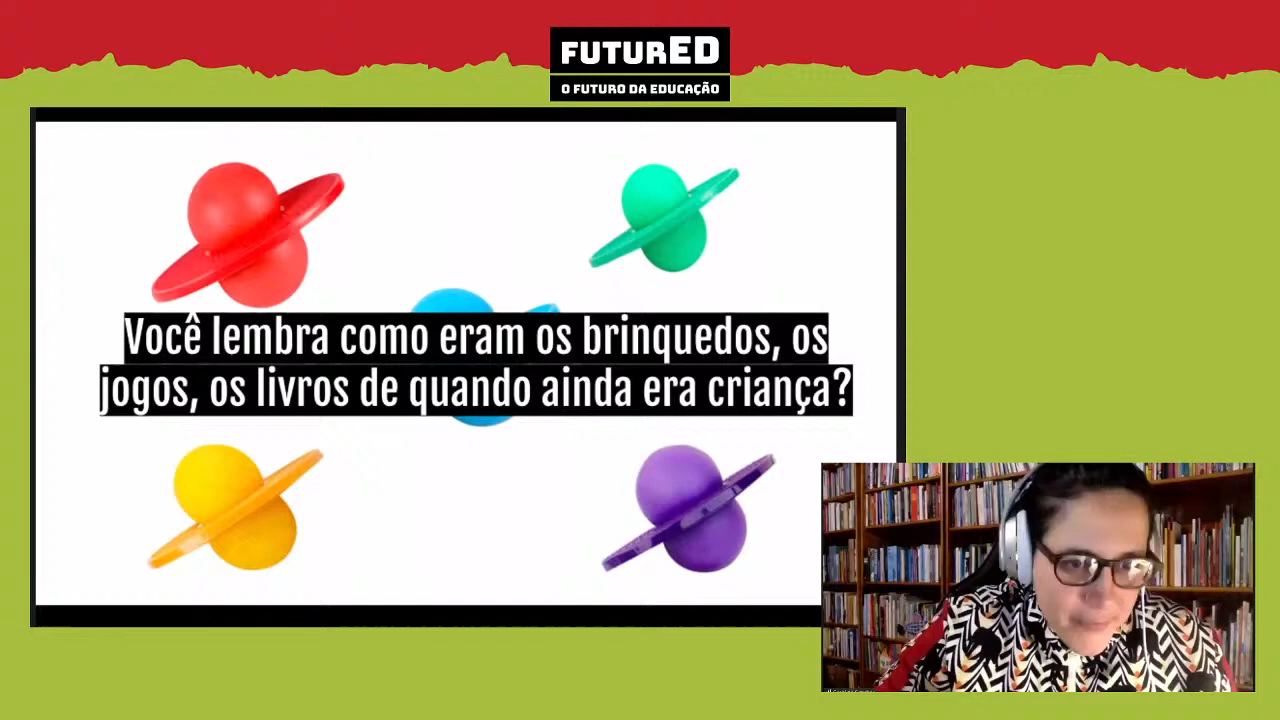 FUTURED
O FUTURO DA EDUCAÇÃO
Você lembra como eram os brinquedos, os
jogos, os livros de quando ainda era criança?